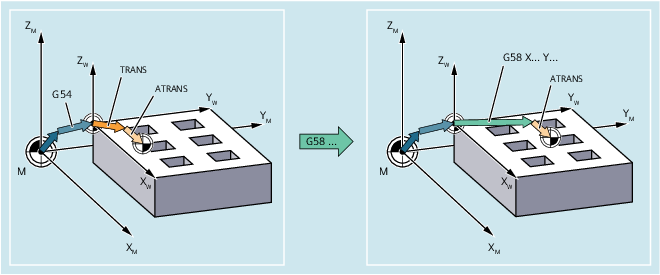 Z_M
Z_W
TRANS
ATRANS
G54
Y_W
Y_M
M
X_W
X_M
G58 ...
Z_M
Z_W
G58 X... Y...
ATRANS
Y_W
Y_M
M
X_W
X_M